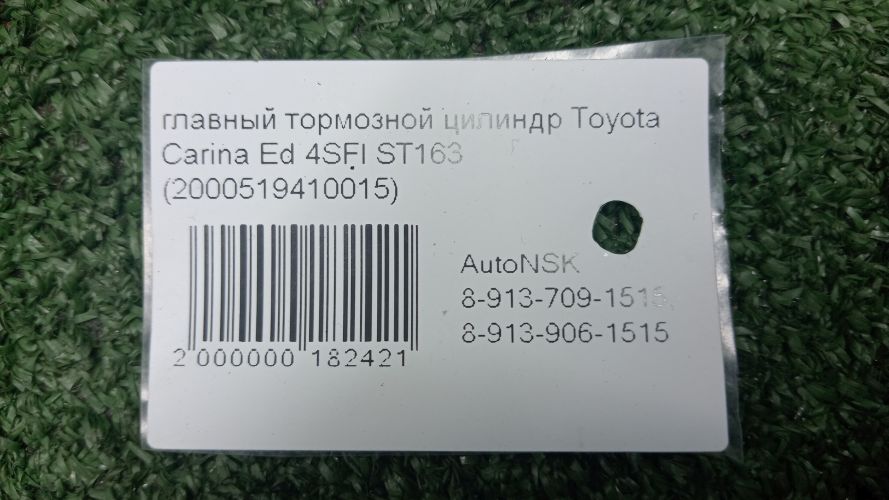 главный тормозной цилиндр Toyota
Carina Ed 4SFI ST163
(2000519410015)
AutoNSK
8-913-709-1515,
8-913-906-1515
2 000000 182421